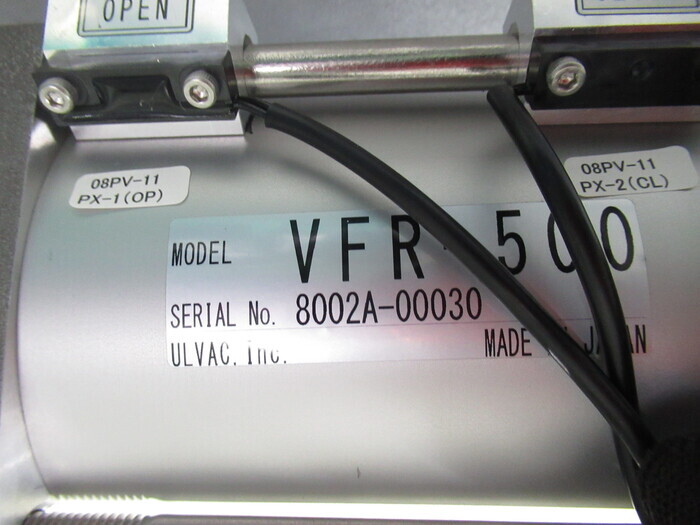 OPEN
08PV-11
PX-1(OP)
08PV-11
PX-2(CL)
MODEL VFR-500
SERIAL No. 8002A-00030
ULVAC. Inc. MADE IN JAPAN